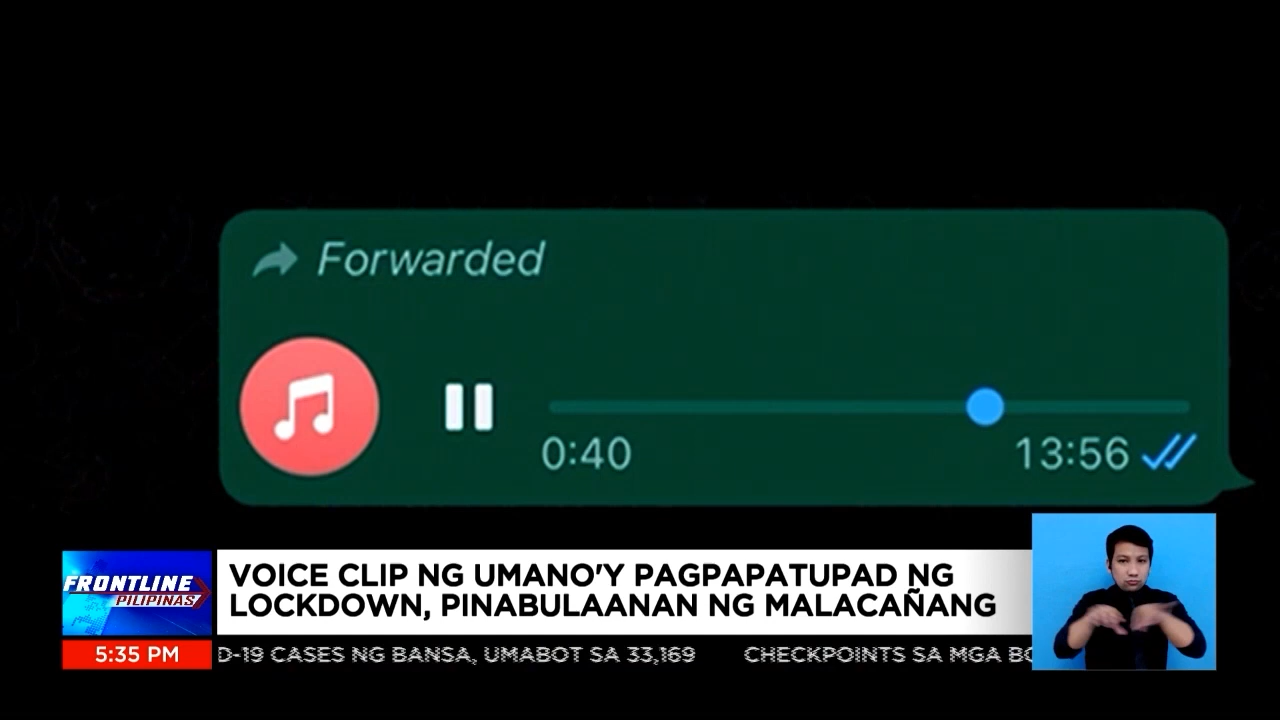 Forwarded
0:40
13:56
FRONTLINE
PILIPINAS
VOICE CLIP NG UMANO'Y PAGPAPATUPAD NG
LOCKDOWN, PINABULAANAN NG MALACAÑANG
5:35 PM
D-19 CASES NG BANSA, UMABOT SA 33,169 CHECKPOINTS SA MGA